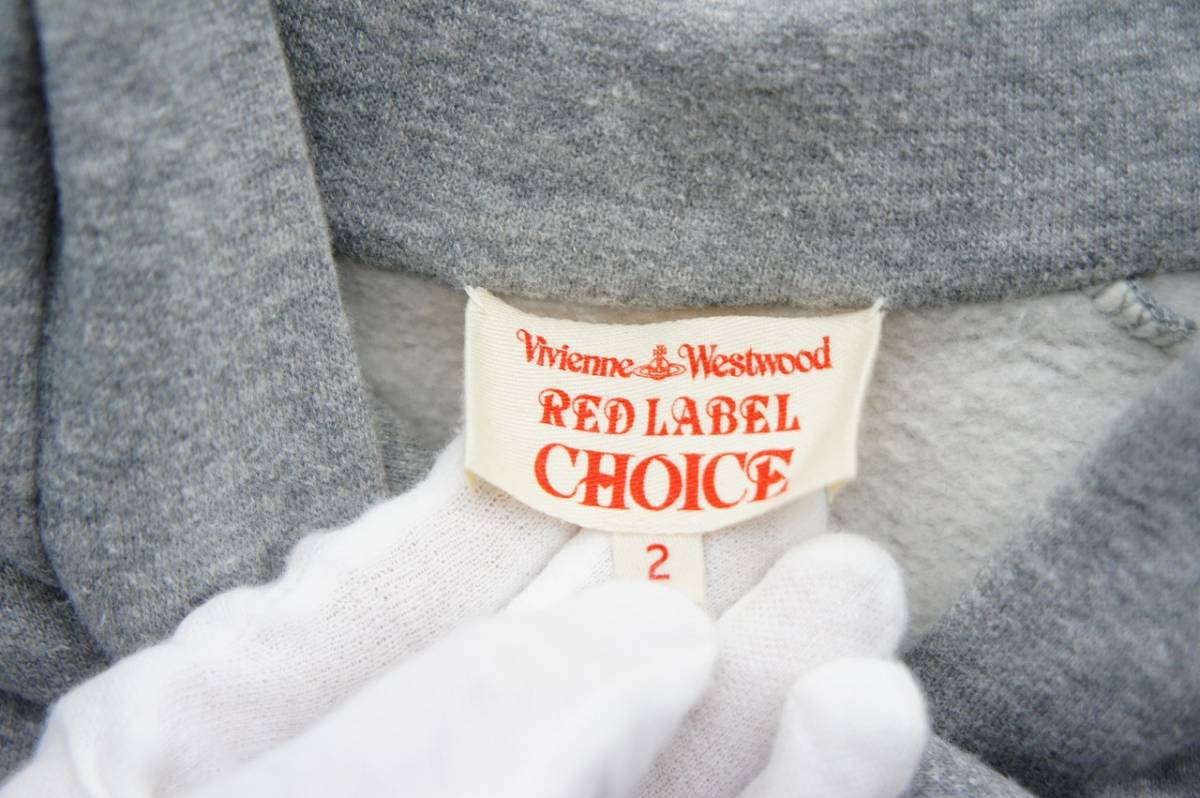 Vivienne Westwood
RED LABEL
CHOICE
2